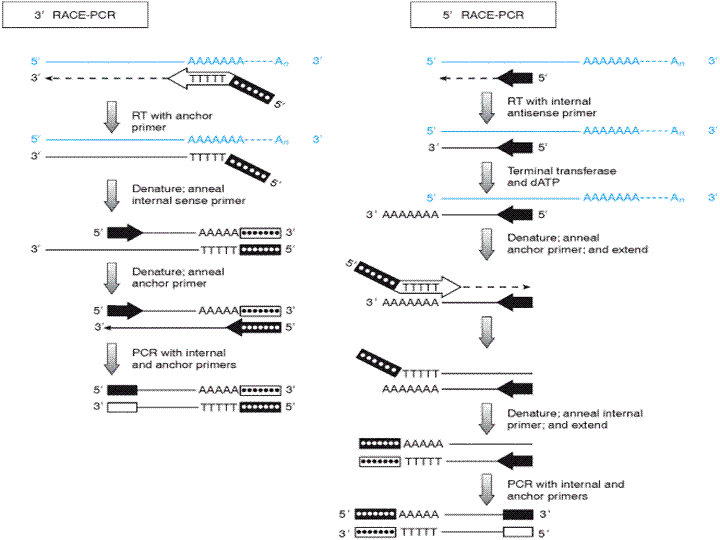 3′ RACE-PCR
5′ AAAAAAA An 3′
3′ TTTTT
5′
RT with anchor
primer
5′ AAAAAAA An 3′
3′ TTTTT
5′
Denature; anneal
internal sense primer
5′ AAAAA 3′
3′ TTTTT 5′
Denature; anneal
anchor primer
5′ AAAAA 3′
3′ 5′
PCR with internal
and anchor primers
5′ AAAAA 3′
3′ TTTTT 5′
5′ RACE-PCR
5′ AAAAAAA An 3′
5′
RT with internal
antisense primer
5′ AAAAAAA An 3′
3′ 5′
Terminal transferase
and dATP
5′ AAAAAAA An 3′
3′ AAAAAAA 5′
Denature; anneal
anchor primer; and extend
5′
TTTTT
3′ AAAAAAA
TTTTT
AAAAAAA
Denature; anneal internal
primer; and extend
AAAAA
TTTTT
PCR with internal and
anchor primers
5′ AAAAA 3′
3′ TTTTT 5′